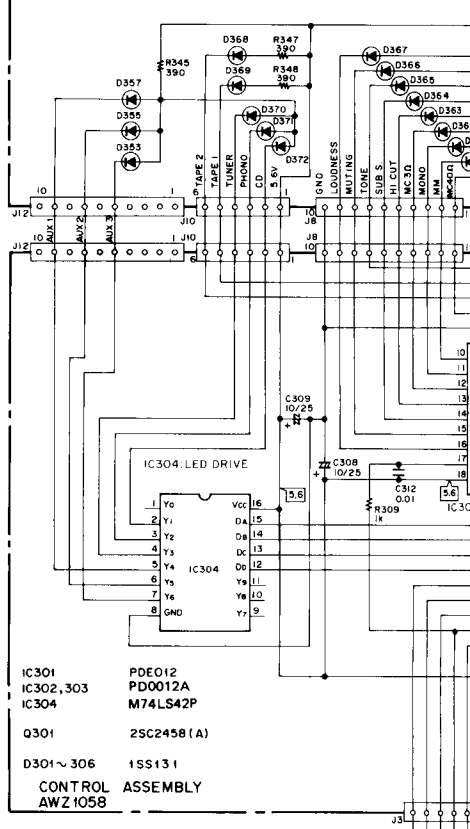 D368
R347
390
D367
R345
390
D369
R348
390
D366
D365
D357
D370
D364
D371
D363
D355
D372
D353
TAPE 2
TAPE 1
TUNER
PHONO
CD
5.6V
GND
LOUDNESS
MUTING
TONE
SUB S.
HI CUT
MC 3Ω
MONO
MM
MC40Ω
10
1
6
1
10
J12
J10
J8
AUX 1
AUX 2
AUX 3
J12
J10
J8
10
1
6
1
10
10
11
12
13
14
15
16
17
18
C309
10/25
+
IC304:LED DRIVE
C308
10/25
+
C312
0.01
R309
1k
5.6
5.6
1 Y0 VCC 16
2 Y1 DA 15
3 Y2 DB 14
4 Y3 DC 13
5 Y4 DD 12
6 Y5 Y9 11
7 Y6 Y8 10
8 GND Y7 9
IC304
IC301 PDE012
IC302,303 PD0012A
IC304 M74LS42P
Q301 2SC2458(A)
D301~306 1SS131
CONTROL ASSEMBLY
AWZ1058
J3